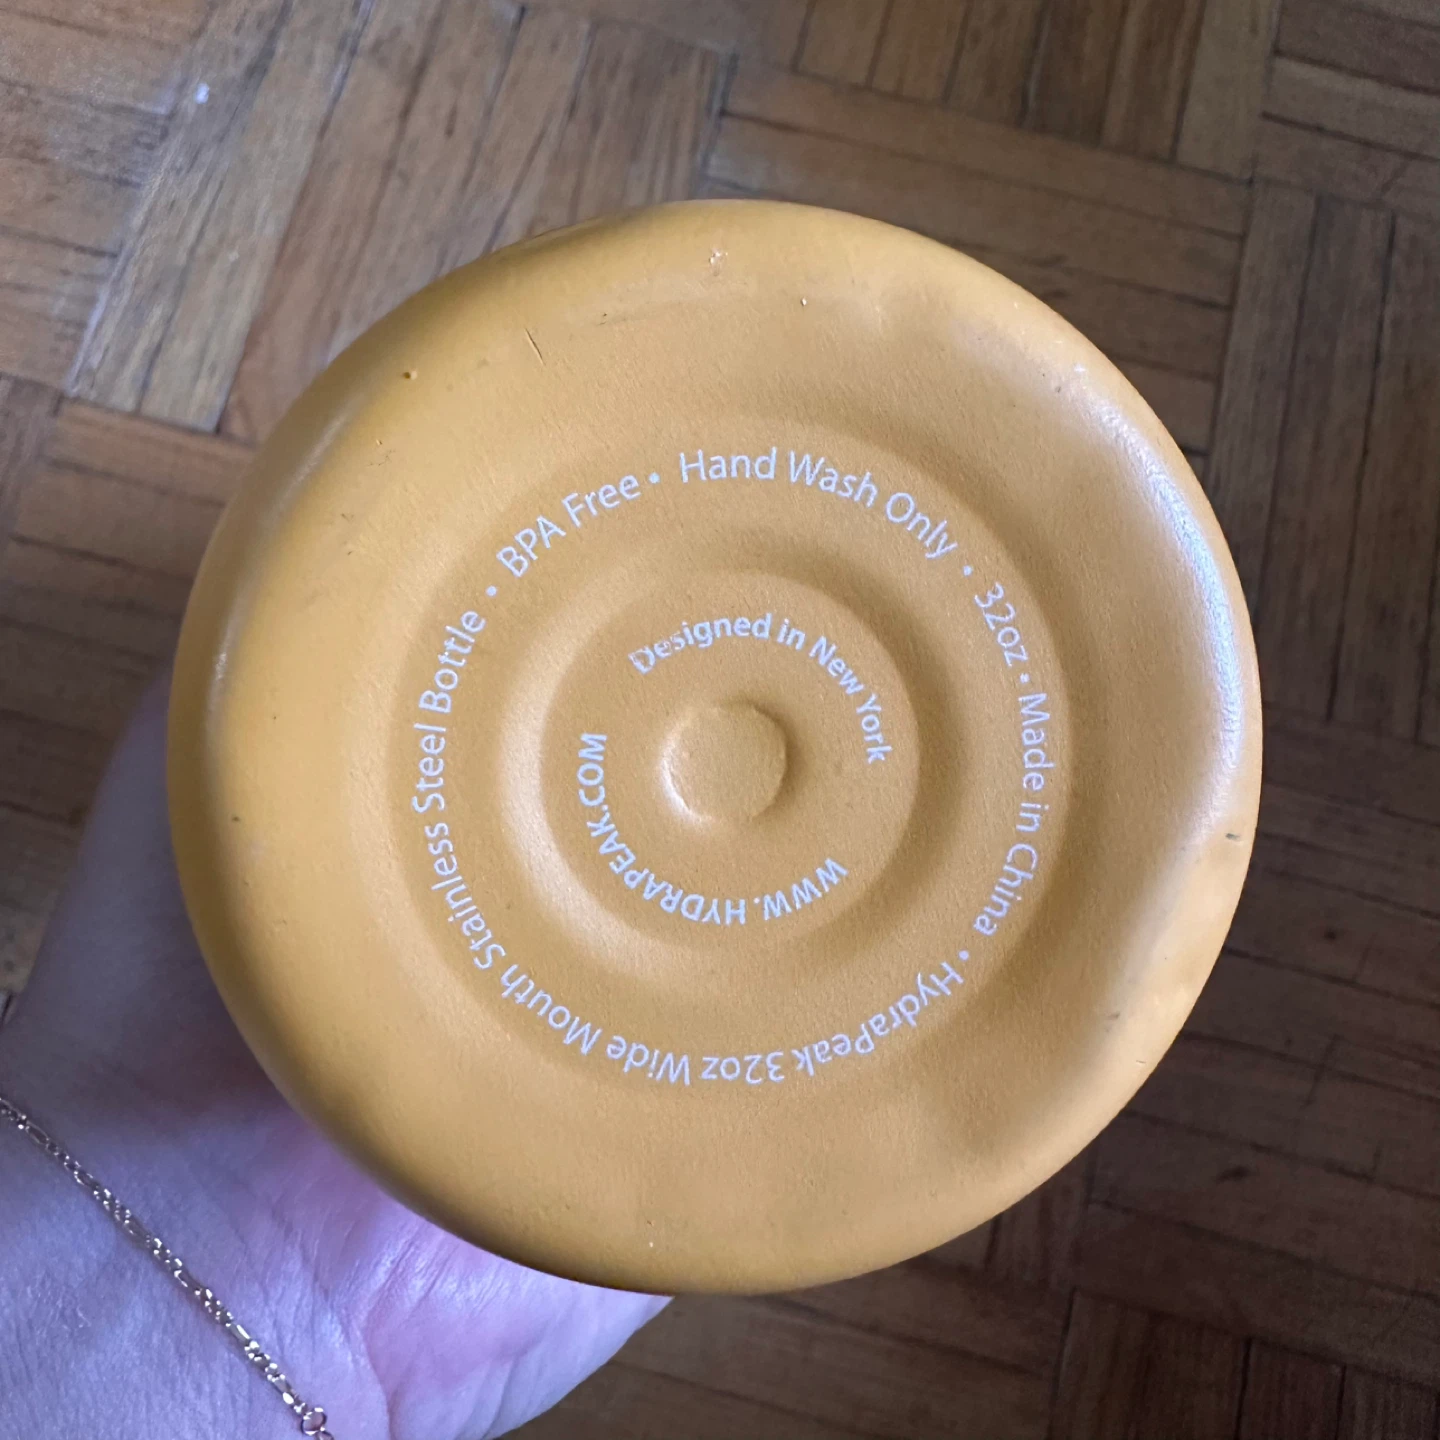 HydraPeak 32oz Wide Mouth Stainless Steel Bottle • BPA Free • Hand Wash Only • 32oz • Made in China •
Designed in New York
WWW.HYDRAPEAK.COM